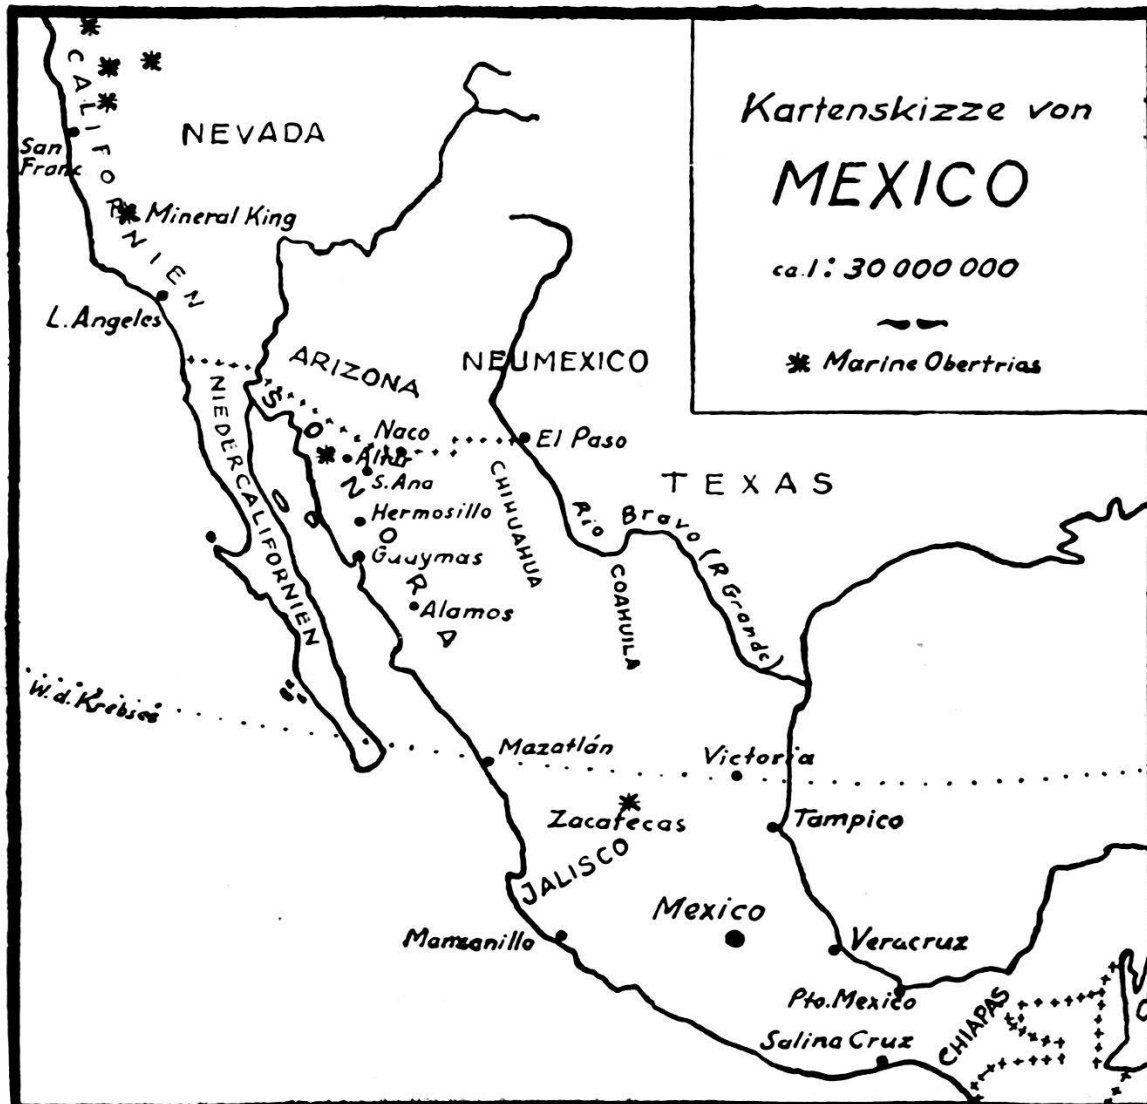 Kartenskizze von
MEXICO
ca. 1 : 30 000 000
Marine Obertrias
CALIFORNIEN
NEVADA
San
Franc.
Mineral King
L. Angeles
ARIZONA
NEUMEXICO
NIEDERCALIFORNIEN
SONORA
Naco
El Paso
Altar
S. Ana
TEXAS
Hermosillo
CHIHUAHUA
Rio Bravo (R Grande)
Guaymas
COAHUILA
Alamos
W. d. Krebses
Mazatlán
Victoria
Zacatecas
Tampico
JALISCO
Mexico
Manzanillo
Veracruz
Pto. Mexico
CHIAPAS
Salina Cruz